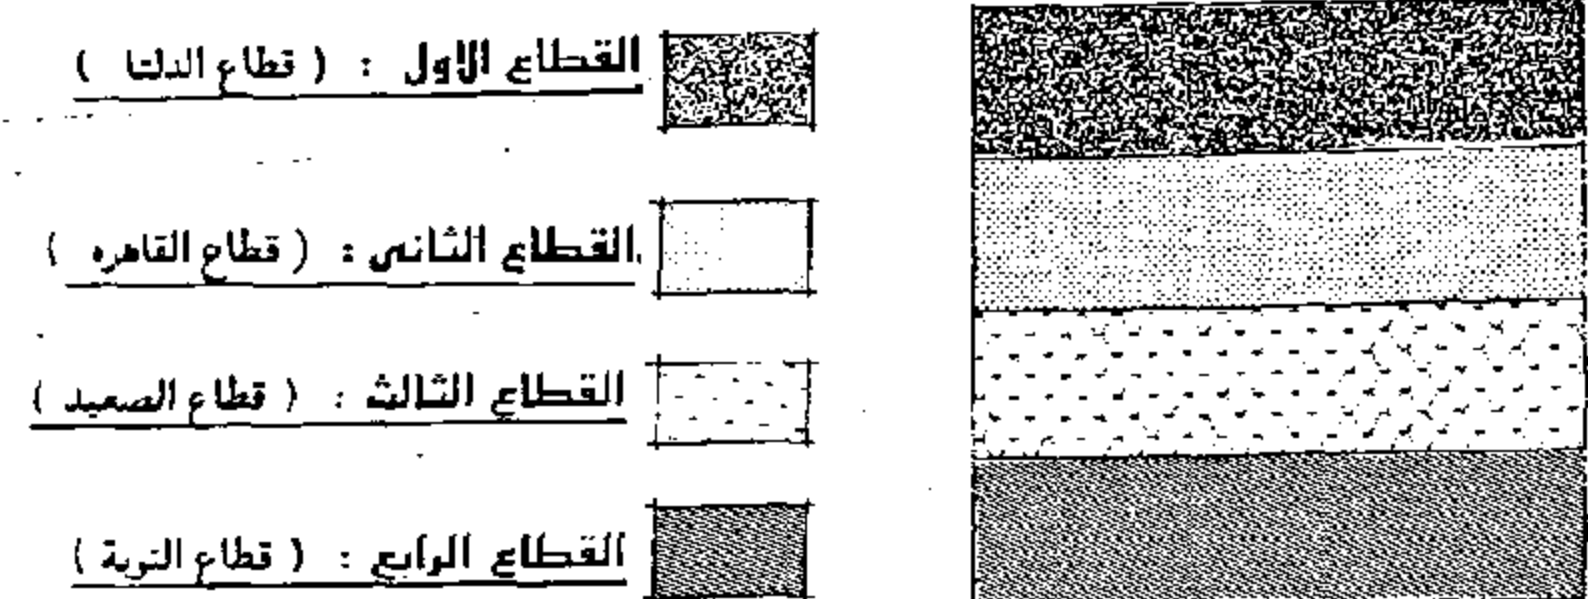 القطاع الاول : ( قطاع الدلتا )
القطاع الثانى : ( قطاع القاهره )
القطاع الثالث : ( قطاع الصعيد )
القطاع الرابع : ( قطاع النوبة )